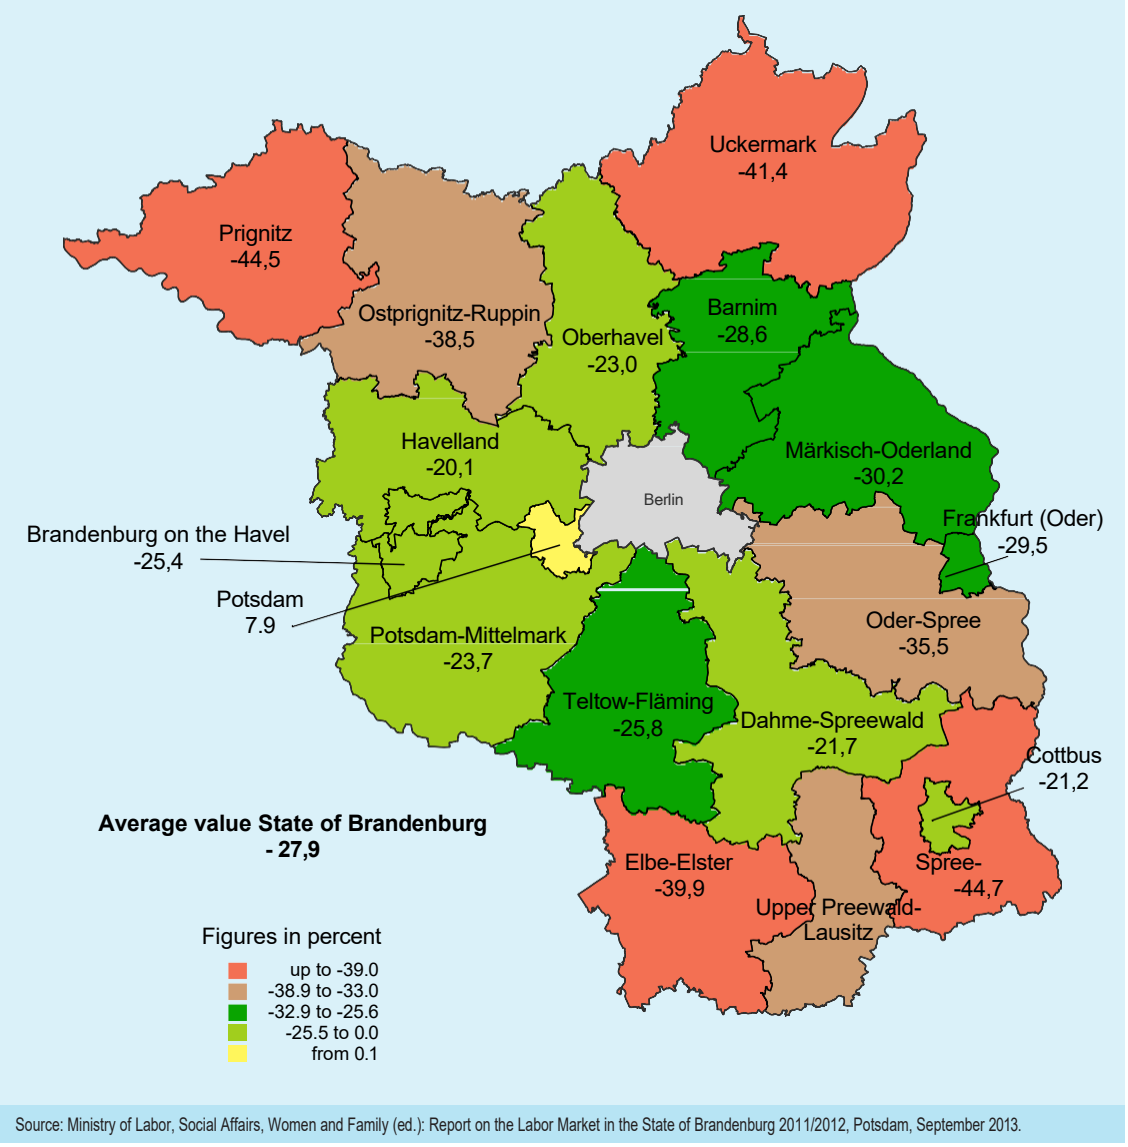 Uckermark
-41,4
Prignitz
-44,5
Ostprignitz-Ruppin
-38,5
Barnim
-28,6
Oberhavel
-23,0
Havelland
-20,1
Märkisch-Oderland
-30,2
Berlin
Frankfurt (Oder)
-29,5
Brandenburg on the Havel
-25,4
Potsdam
7.9
Potsdam-Mittelmark
-23,7
Oder-Spree
-35,5
Teltow-Fläming
-25,8
Dahme-Spreewald
-21,7
Cottbus
-21,2
Average value State of Brandenburg
- 27,9
Elbe-Elster
-39,9
Spree-
-44,7
Upper Preewald-
Lausitz
Figures in percent
up to -39.0
-38.9 to -33.0
-32.9 to -25.6
-25.5 to 0.0
from 0.1
Source: Ministry of Labor, Social Affairs, Women and Family (ed.): Report on the Labor Market in the State of Brandenburg 2011/2012, Potsdam, September 2013.